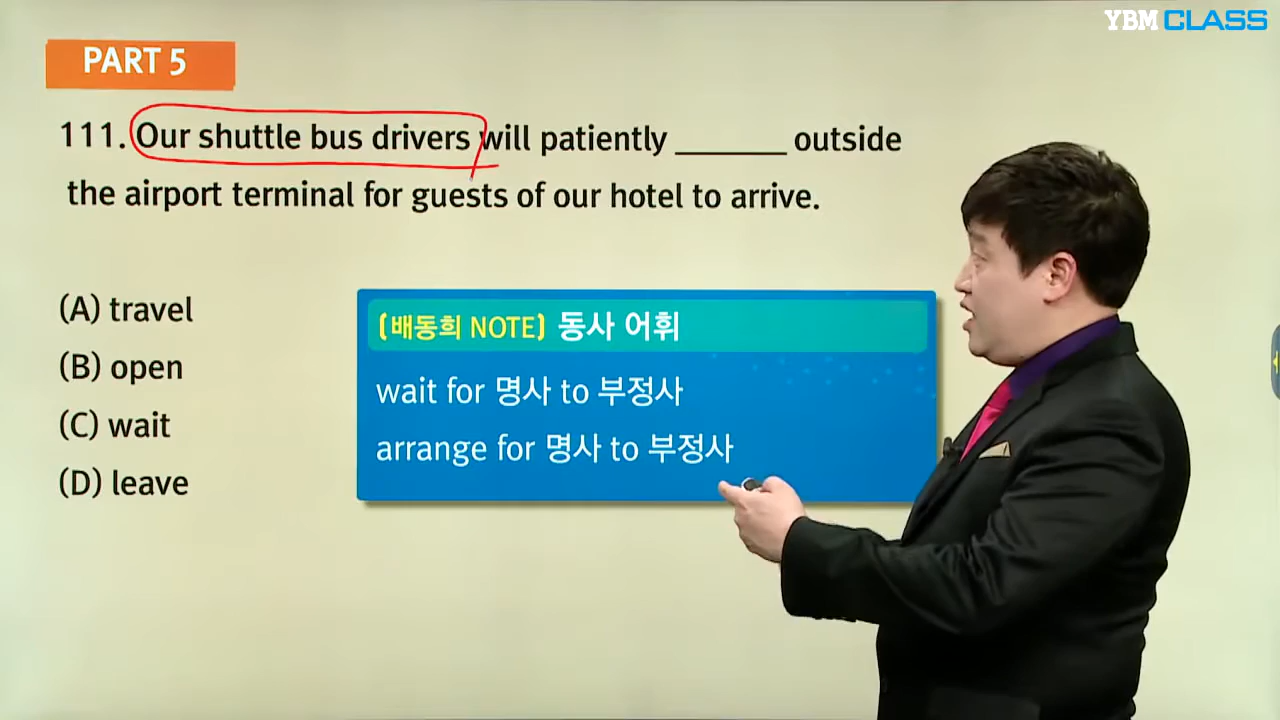 YBM CLASS
PART 5
111. Our shuttle bus drivers will patiently _______ outside
the airport terminal for guests of our hotel to arrive.
(A) travel
(B) open
(C) wait
(D) leave
[배동희 NOTE] 동사 어휘
wait for 명사 to 부정사
arrange for 명사 to 부정사